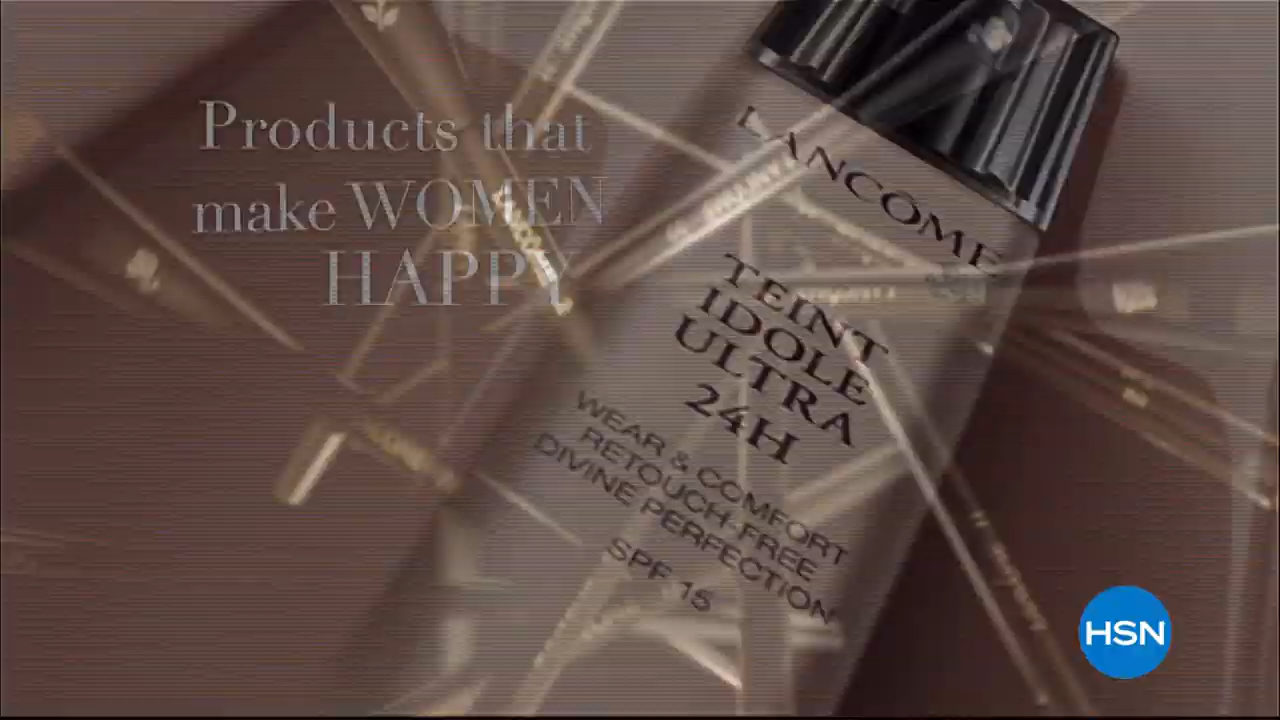 Products that
make WOMEN
HAPPY
LANCOME
TEINT
IDOLE
ULTRA
24H
WEAR & COMFORT
RETOUCH-FREE
DIVINE PERFECTION
SPF 15
HSN